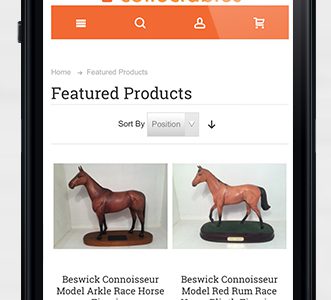 Home → Featured Products
Featured Products
Sort By Position
Beswick Connoisseur Beswick Connoisseur
Model Arkle Race Horse Model Red Rum Race